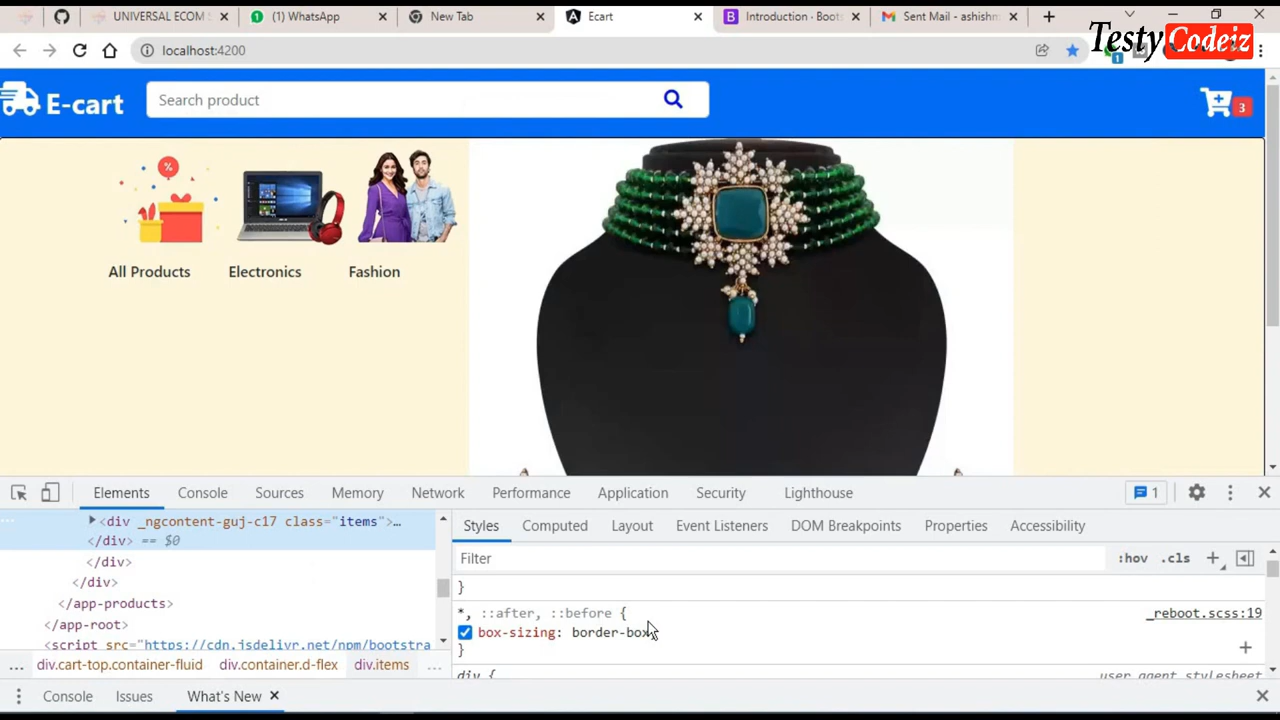 UNIVERSAL ECOM
(1) WhatsApp
New Tab
Ecart
Introduction · Boots
Sent Mail - ashishm
TestyCodeiz
localhost:4200
1
E-cart
Search product
3
%
All Products
Electronics
Fashion
Elements
Console
Sources
Memory
Network
Performance
Application
Security
Lighthouse
1
<div _ngcontent-guj-c17 class="items">…
</div> == $0
</div>
</div>
</app-products>
</app-root>
<script src="https://cdn.jsdelivr.net/npm/bootstra
… div.cart-top.container-fluid div.container.d-flex div.items …
Styles
Computed
Layout
Event Listeners
DOM Breakpoints
Properties
Accessibility
Filter
:hov .cls +
}
*, ::after, ::before {
_reboot.scss:19
box-sizing: border-box;
}
div {
user agent stylesheet
Console
Issues
What's New